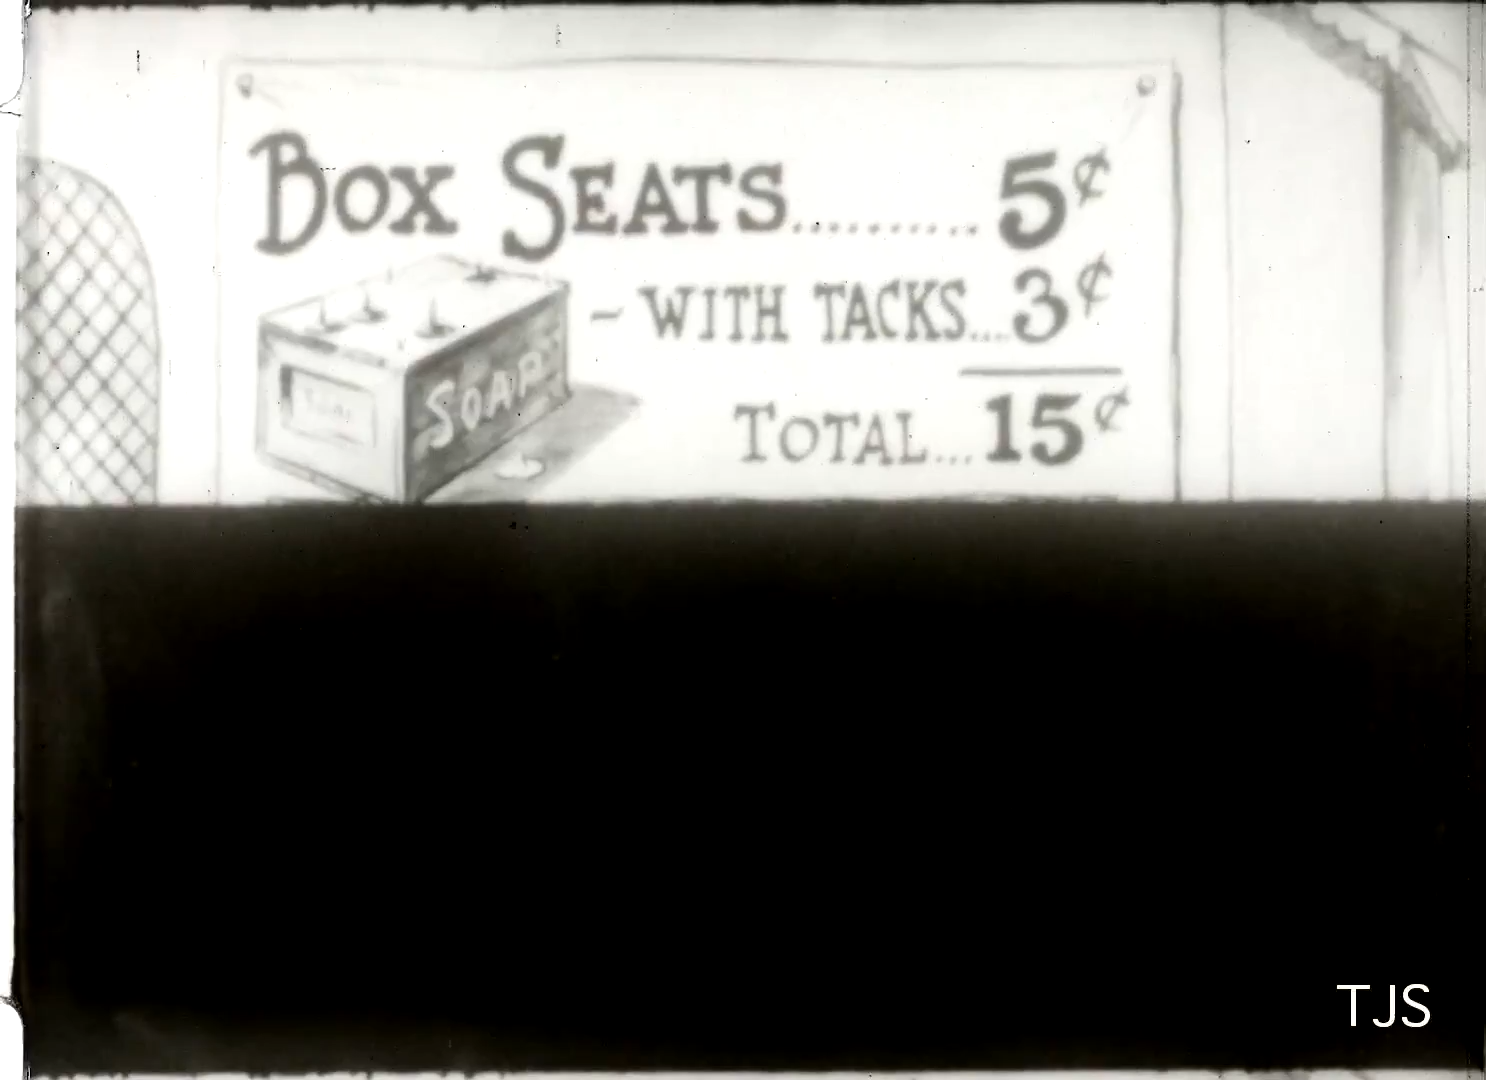 Box Seats.......... 5¢
- with tacks...3¢
Total...15¢
Soap
TJS